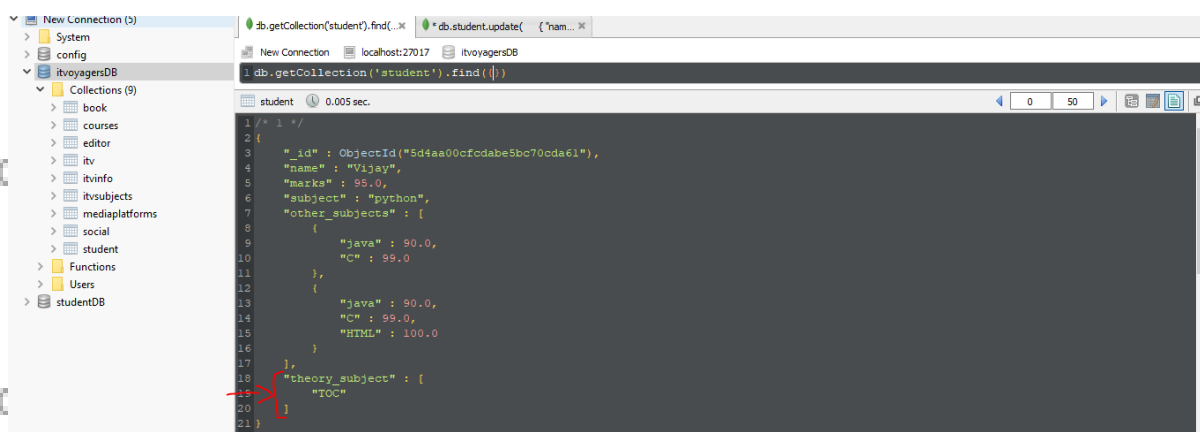 New Connection (5)
System
config
itvoyagersDB
Collections (9)
book
courses
editor
itv
itvinfo
itvsubjects
mediaplatforms
social
student
Functions
Users
studentDB
db.getCollection('student').find(... * db.student.update( { "nam...
New Connection localhost:27017 itvoyagersDB
1 db.getCollection('student').find({})
student 0.005 sec. 0 50
1 /* 1 */
2 {
3 "_id" : ObjectId("5d4aa00cfcdabe5bc70cda61"),
4 "name" : "Vijay",
5 "marks" : 95.0,
6 "subject" : "python",
7 "other_subjects" : [
8 {
9 "java" : 90.0,
10 "C" : 99.0
11 },
12 {
13 "java" : 90.0,
14 "C" : 99.0,
15 "HTML" : 100.0
16 }
17 ],
18 "theory_subject" : [
19 "TOC"
20 ]
21 }